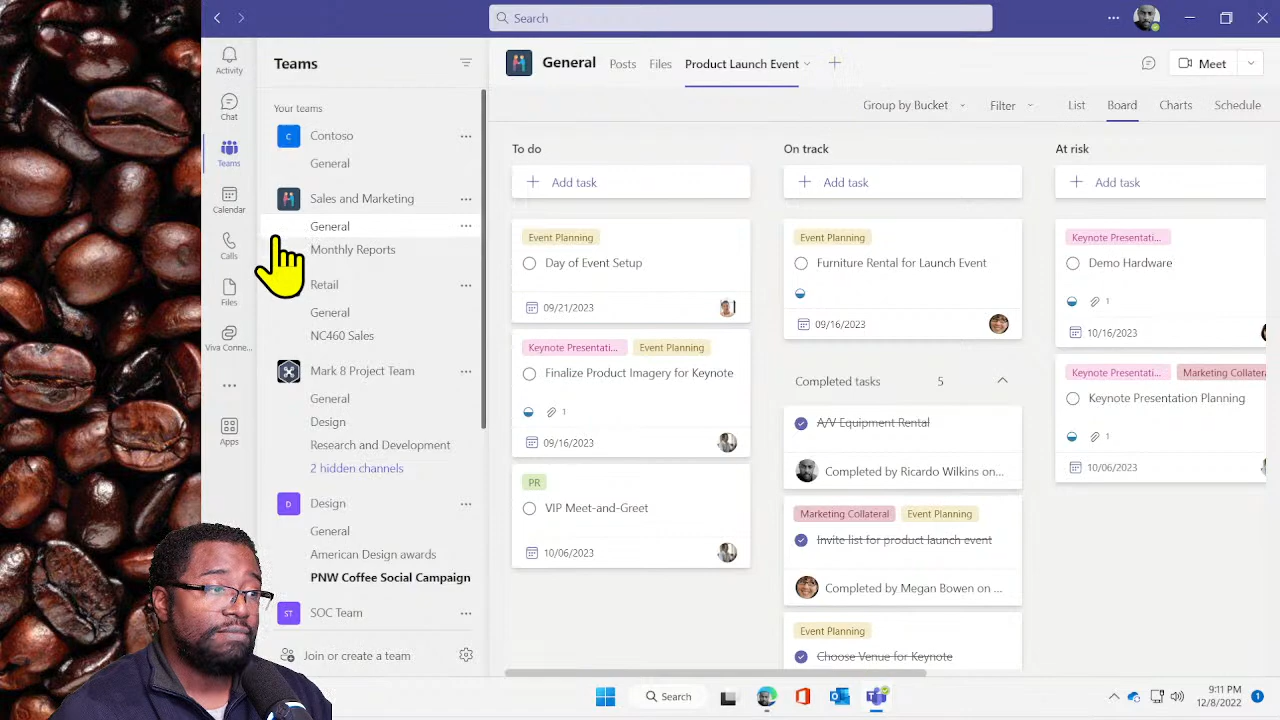 Search
Activity
Chat
Teams
Calendar
Calls
Files
Viva Conne...
Apps
Teams
Your teams
C
Contoso
General
Sales and Marketing
General
Monthly Reports
Retail
General
NC460 Sales
Mark 8 Project Team
General
Design
Research and Development
2 hidden channels
D
Design
General
American Design awards
PNW Coffee Social Campaign
ST
SOC Team
Join or create a team
General
Posts
Files
Product Launch Event
Meet
Group by Bucket
Filter
List
Board
Charts
Schedule
To do
Add task
Event Planning
Day of Event Setup
09/21/2023
Keynote Presentati...
Event Planning
Finalize Product Imagery for Keynote
1
09/16/2023
PR
VIP Meet-and-Greet
10/06/2023
On track
Add task
Event Planning
Furniture Rental for Launch Event
09/16/2023
Completed tasks 5
A/V Equipment Rental
Completed by Ricardo Wilkins on...
Marketing Collateral
Event Planning
Invite list for product launch event
Completed by Megan Bowen on ...
Event Planning
Choose Venue for Keynote
At risk
Add task
Keynote Presentati...
Demo Hardware
1
10/16/2023
Keynote Presentati...
Marketing Collatera
Keynote Presentation Planning
1
10/06/2023
Search
9:11 PM
12/8/2022
1